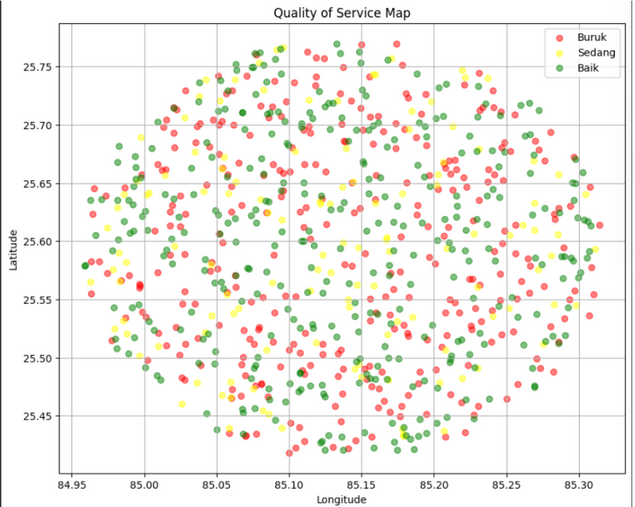 Quality of Service Map
Buruk
Sedang
Baik
25.75
25.70
25.65
25.60
25.55
25.50
25.45
Latitude
84.95 85.00 85.05 85.10 85.15 85.20 85.25 85.30
Longitude